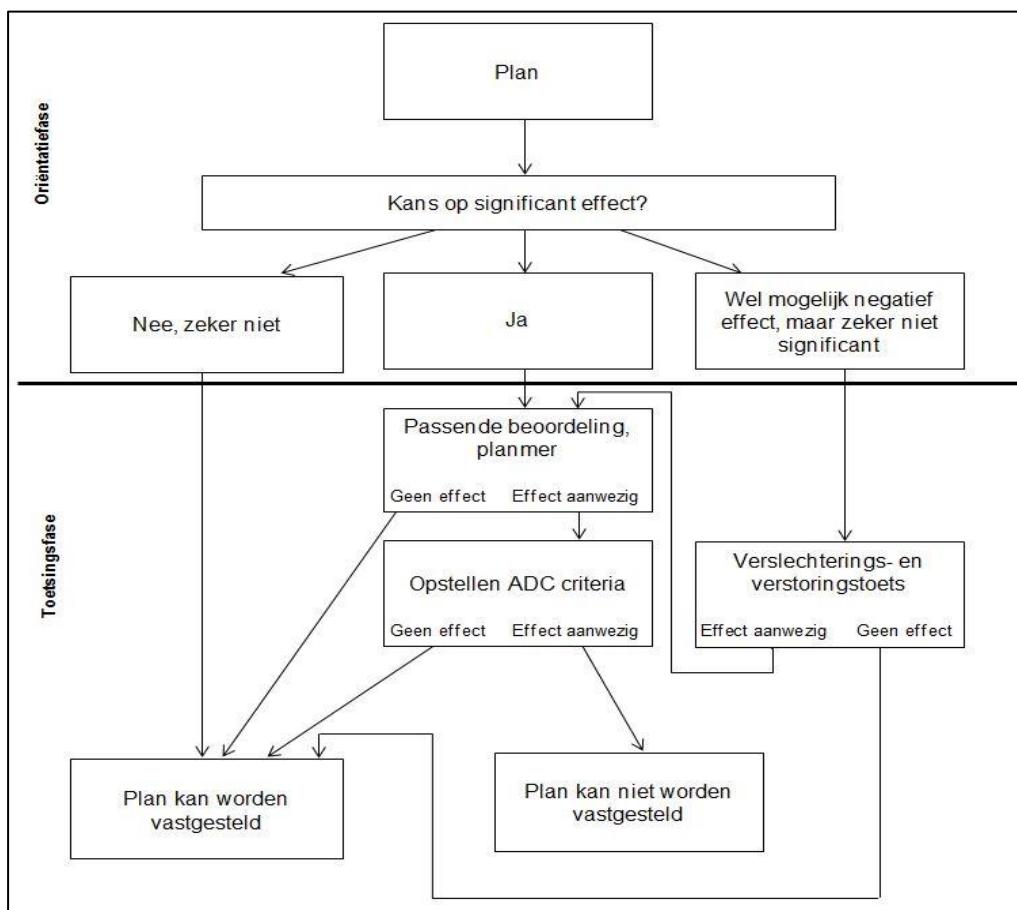 Oriëntatiefase
Plan
Kans op significant effect?
Nee, zeker niet
Ja
Wel mogelijk negatief
effect, maar zeker niet
significant
Toetsingsfase
Passende beoordeling,
planmer
Geen effect
Effect aanwezig
Opstellen ADC criteria
Geen effect
Effect aanwezig
Verslechterings- en
verstoringstoets
Effect aanwezig
Geen effect
Plan kan worden
vastgesteld
Plan kan niet worden
vastgesteld